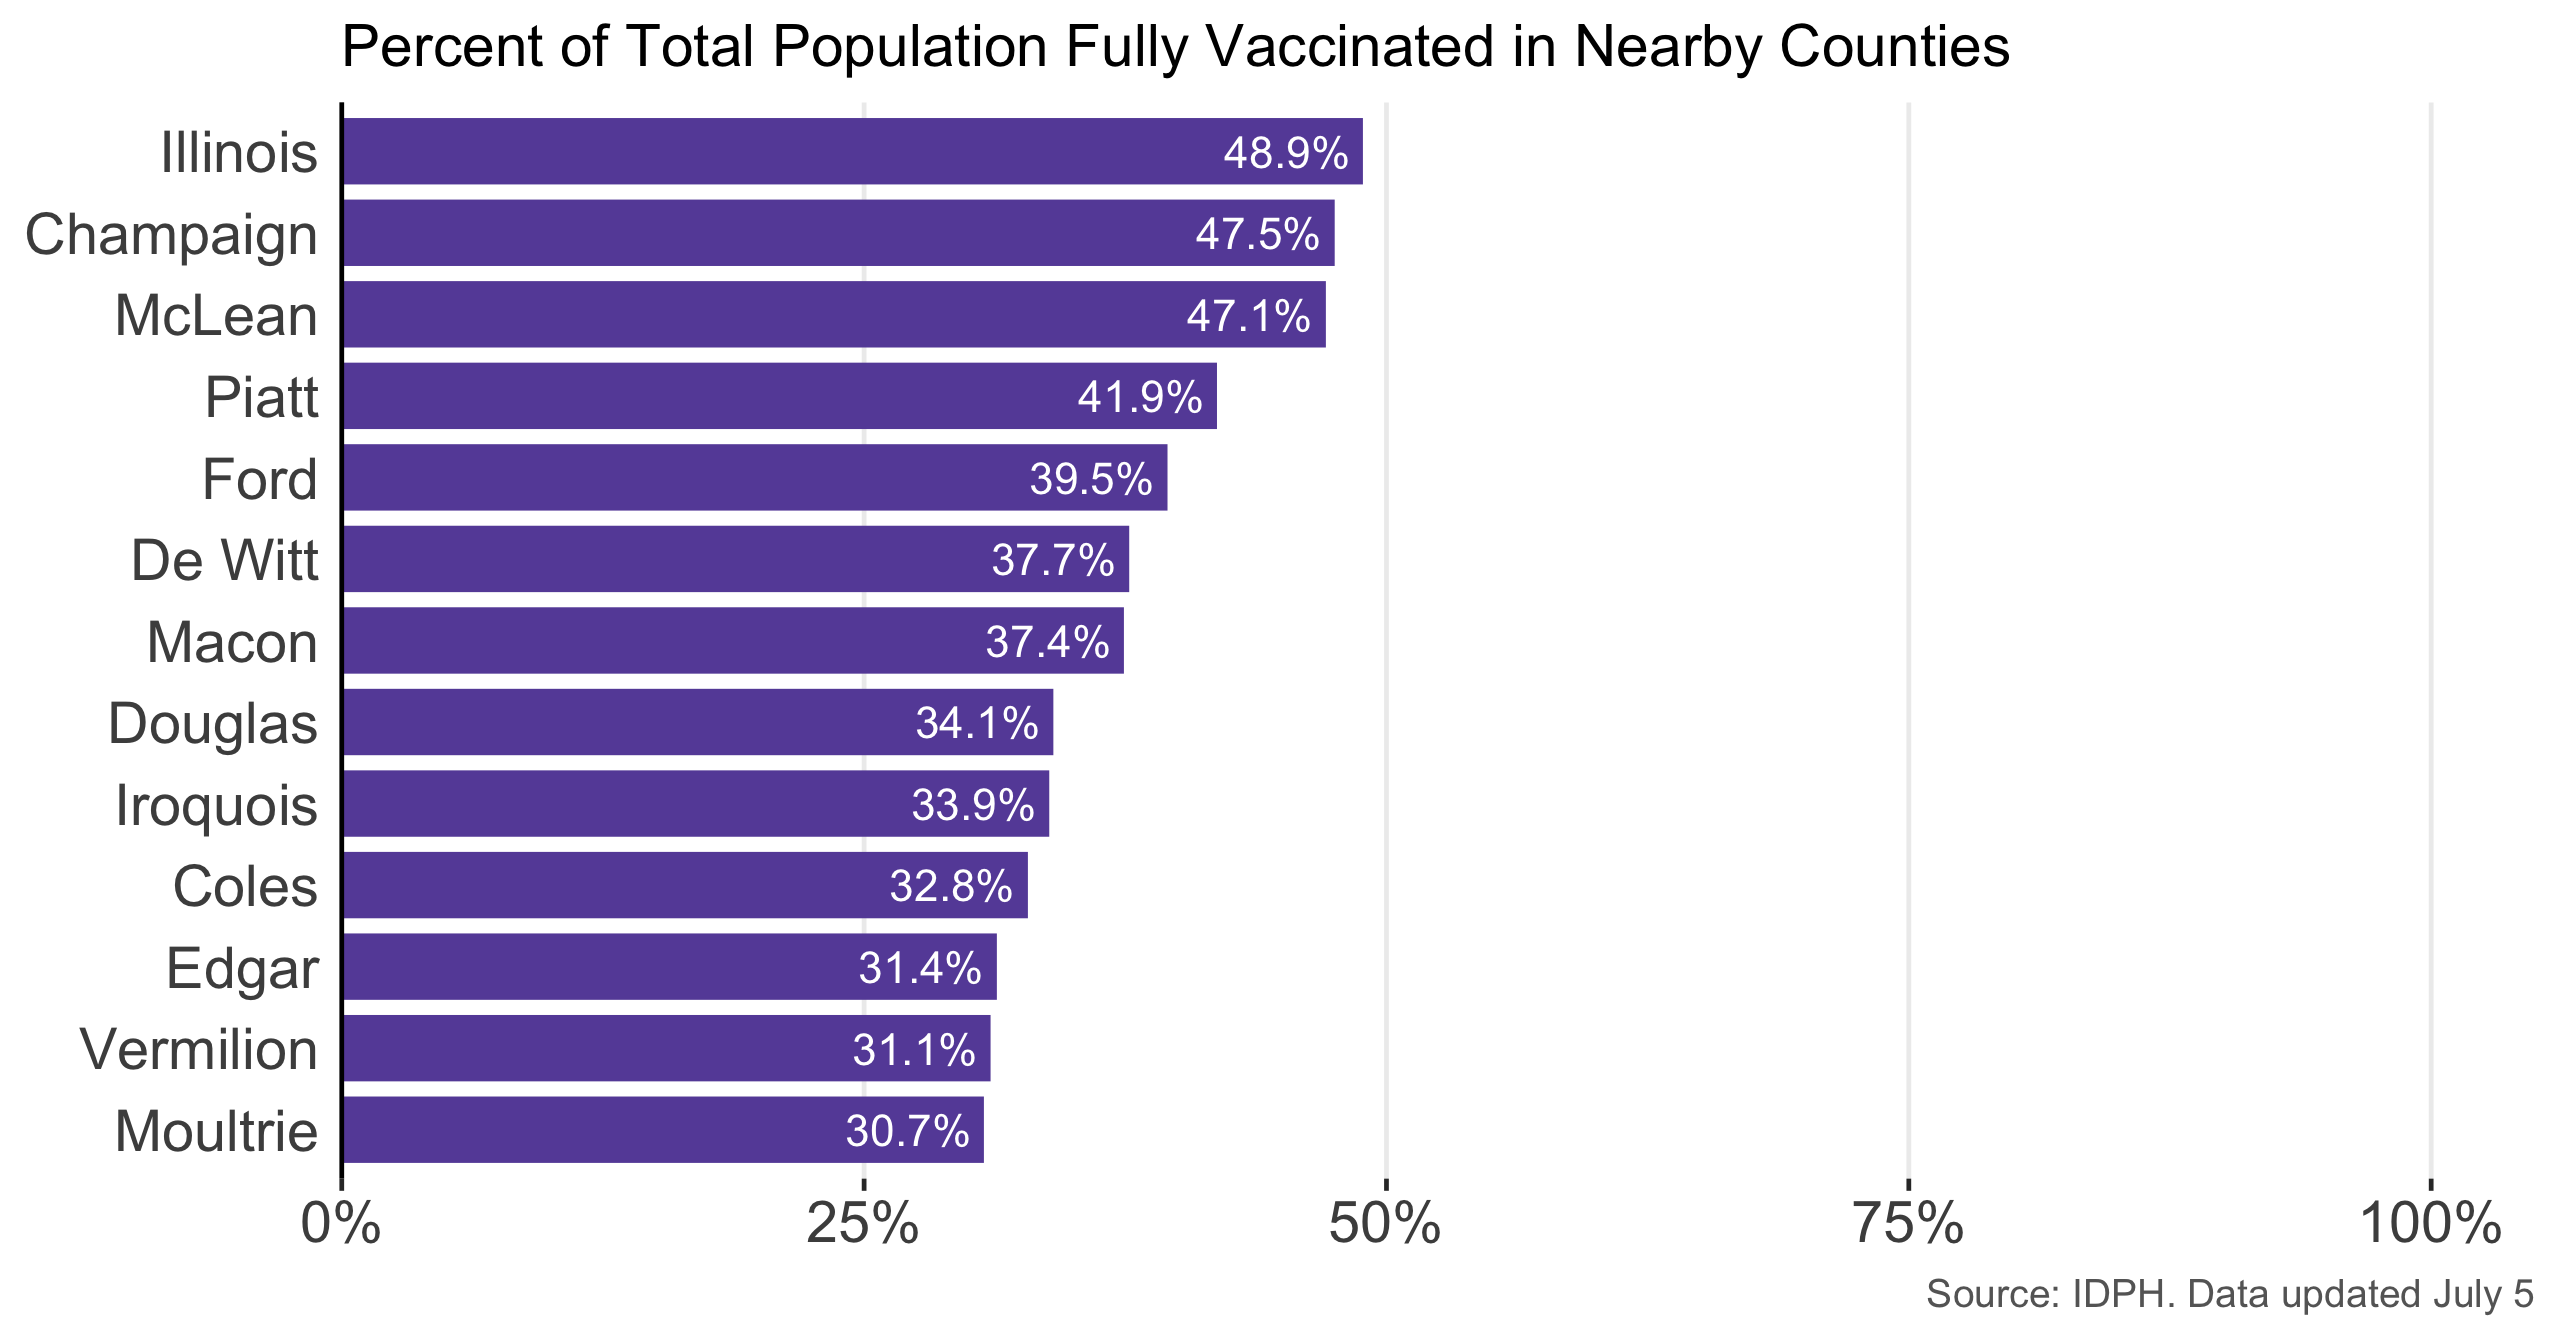 Percent of Total Population Fully Vaccinated in Nearby Counties
Illinois 48.9%
Champaign 47.5%
McLean 47.1%
Piatt 41.9%
Ford 39.5%
De Witt 37.7%
Macon 37.4%
Douglas 34.1%
Iroquois 33.9%
Coles 32.8%
Edgar 31.4%
Vermilion 31.1%
Moultrie 30.7%
0% 25% 50% 75% 100%
Source: IDPH. Data updated July 5